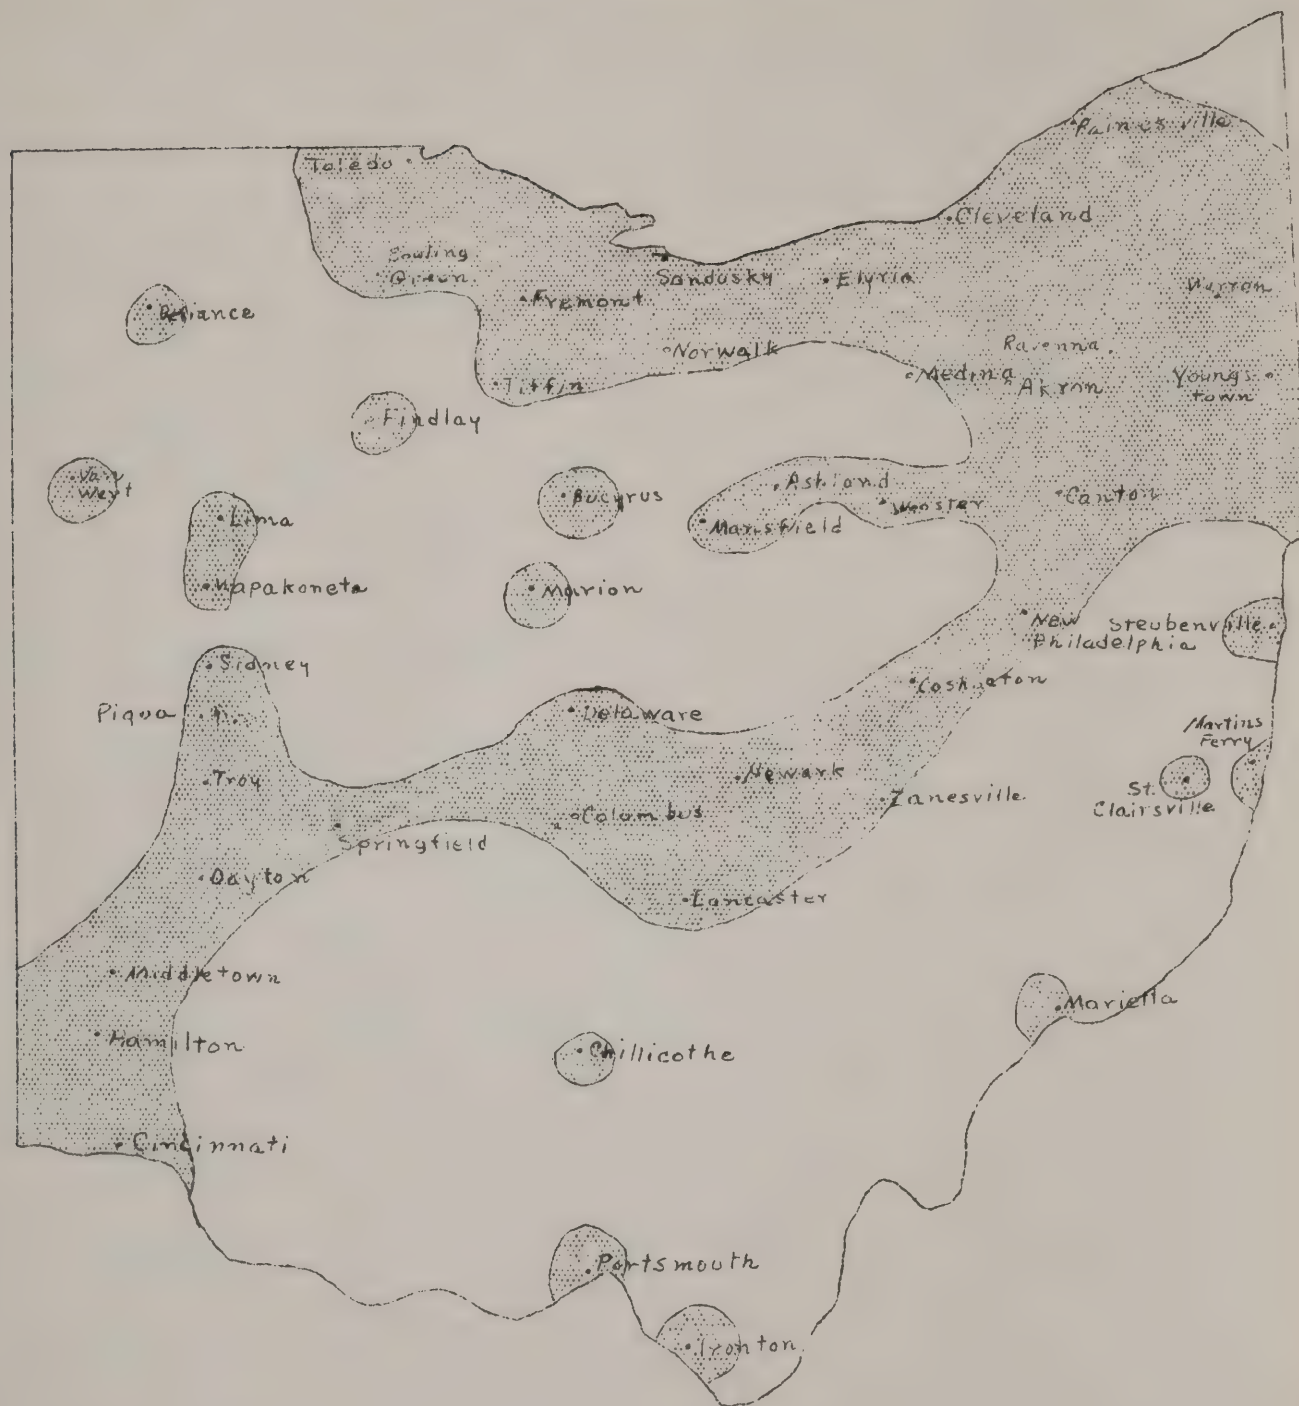 Painesville
Toledo
Cleveland
Bowling
Green
Sandusky
Elyria
Fremont
Warren
Defiance
Ravenna
Norwalk
Medina
Akron
Youngs
town
Tiffin
Findlay
Van
Wert
Ashland
Bucyrus
Canton
Wooster
Lima
Mansfield
Wapakoneta
Marion
New
Philadelphia
Steubenville
Sidney
Coshocton
Piqua
Delaware
Martins
Ferry
Troy
Newark
St.
Clairsville
Zanesville
Columbus
Springfield
Dayton
Lancaster
Middletown
Marietta
Hamilton
Chillicothe
Cincinnati
Portsmouth
Ironton